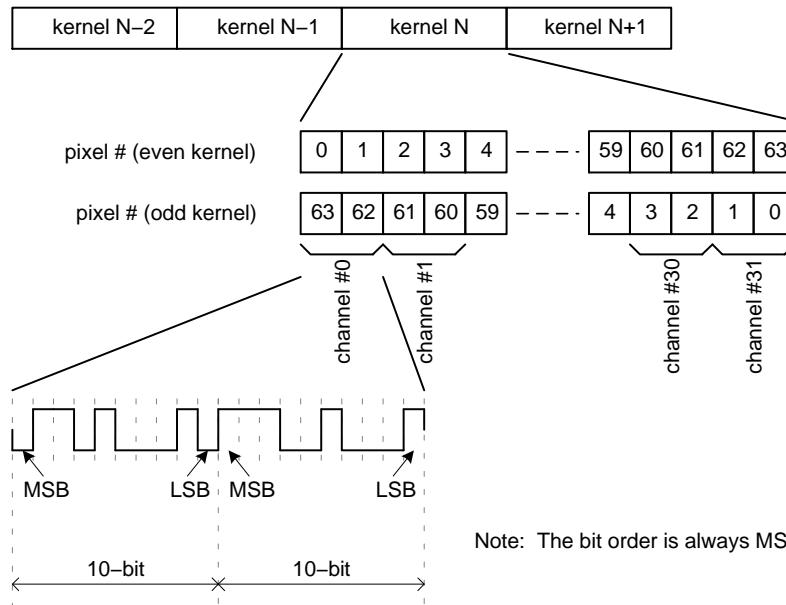 kernel N−2 kernel N−1 kernel N kernel N+1
pixel # (even kernel) 0 1 2 3 4 59 60 61 62 63
pixel # (odd kernel) 63 62 61 60 59 4 3 2 1 0
channel #0 channel #1 channel #30 channel #31
MSB LSB MSB LSB
Note: The bit order is always MS
10−bit 10−bit